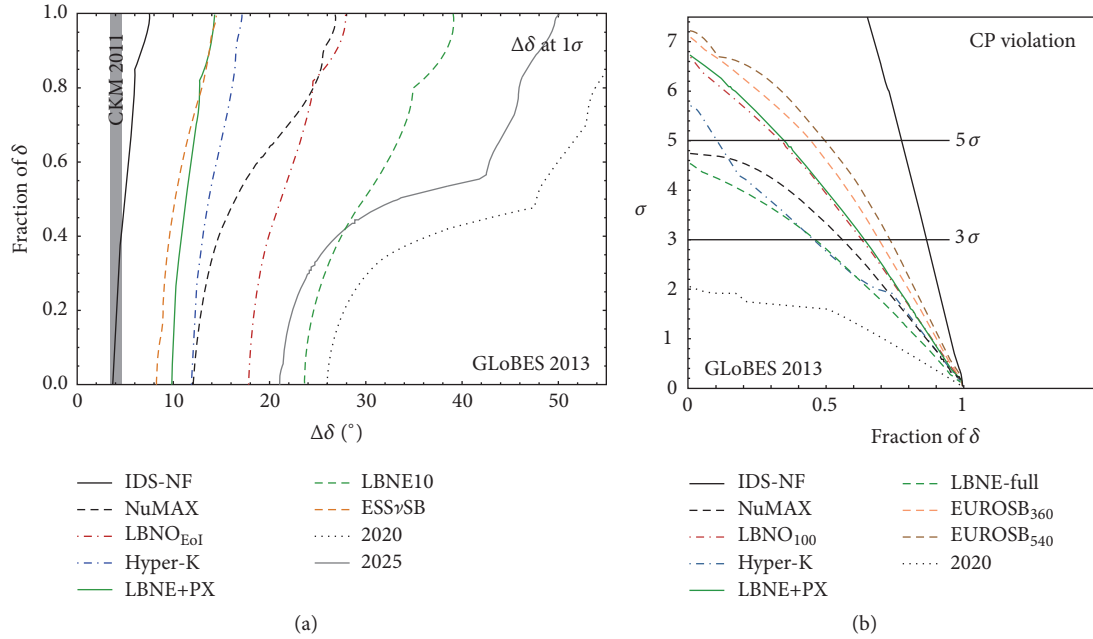 1.0
0.8
0.6
0.4
0.2
0.0
Fraction of δ
CKM 2011
Δδ at 1σ
GLoBES 2013
0 10 20 30 40 50
Δδ (°)
IDS-NF
NuMAX
LBNO_EoI
Hyper-K
LBNE+PX
LBNE10
ESSνSB
2020
2025
(a)
7
6
5
4
3
2
1
0
σ
CP violation
5σ
3σ
GLoBES 2013
0 0.5 1
Fraction of δ
IDS-NF
NuMAX
LBNO₁₀₀
Hyper-K
LBNE+PX
LBNE-full
EUROSB₃₆₀
EUROSB₅₄₀
2020
(b)